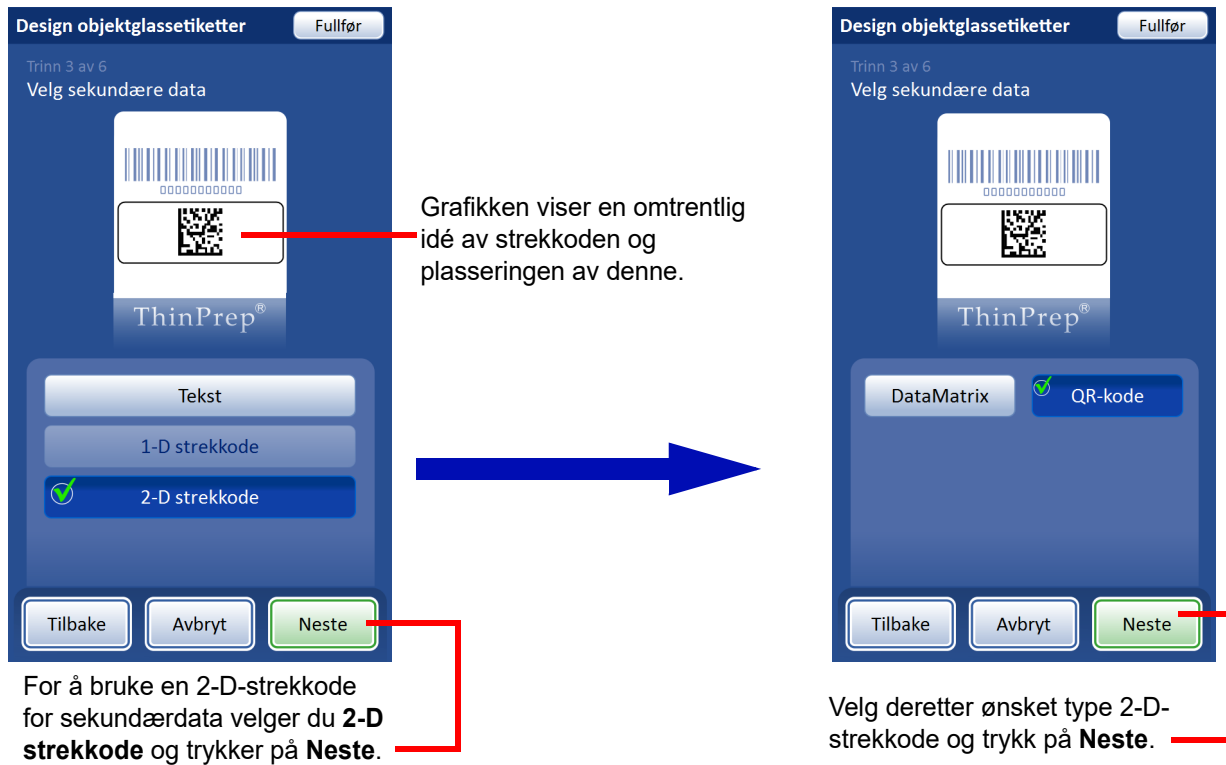 Design objektglassetiketter
Fullfør
Trinn 3 av 6
Velg sekundære data
ThinPrep®
Tekst
1-D strekkode
2-D strekkode
Tilbake
Avbryt
Neste
For å bruke en 2-D-strekkode
for sekundærdata velger du 2-D
strekkode og trykker på Neste.
Grafikken viser en omtrentlig
idé av strekkoden og
plasseringen av denne.
Design objektglassetiketter
Fullfør
Trinn 3 av 6
Velg sekundære data
ThinPrep®
DataMatrix
QR-kode
Tilbake
Avbryt
Neste
Velg deretter ønsket type 2-D-
strekkode og trykk på Neste.